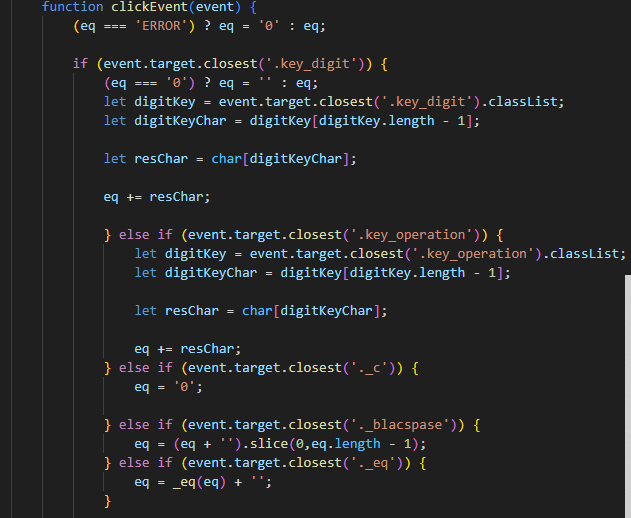 function clickEvent(event) {
(eq === 'ERROR') ? eq = '0' : eq;
if (event.target.closest('.key_digit')) {
(eq === '0') ? eq = '' : eq;
let digitKey = event.target.closest('.key_digit').classList;
let digitKeyChar = digitKey[digitKey.length - 1];
let resChar = char[digitKeyChar];
eq += resChar;
} else if (event.target.closest('.key_operation')) {
let digitKey = event.target.closest('.key_operation').classList;
let digitKeyChar = digitKey[digitKey.length - 1];
let resChar = char[digitKeyChar];
eq += resChar;
} else if (event.target.closest('._c')) {
eq = '0';
} else if (event.target.closest('._blacspase')) {
eq = (eq + '').slice(0,eq.length - 1);
} else if (event.target.closest('._eq')) {
eq = _eq(eq) + '';
}